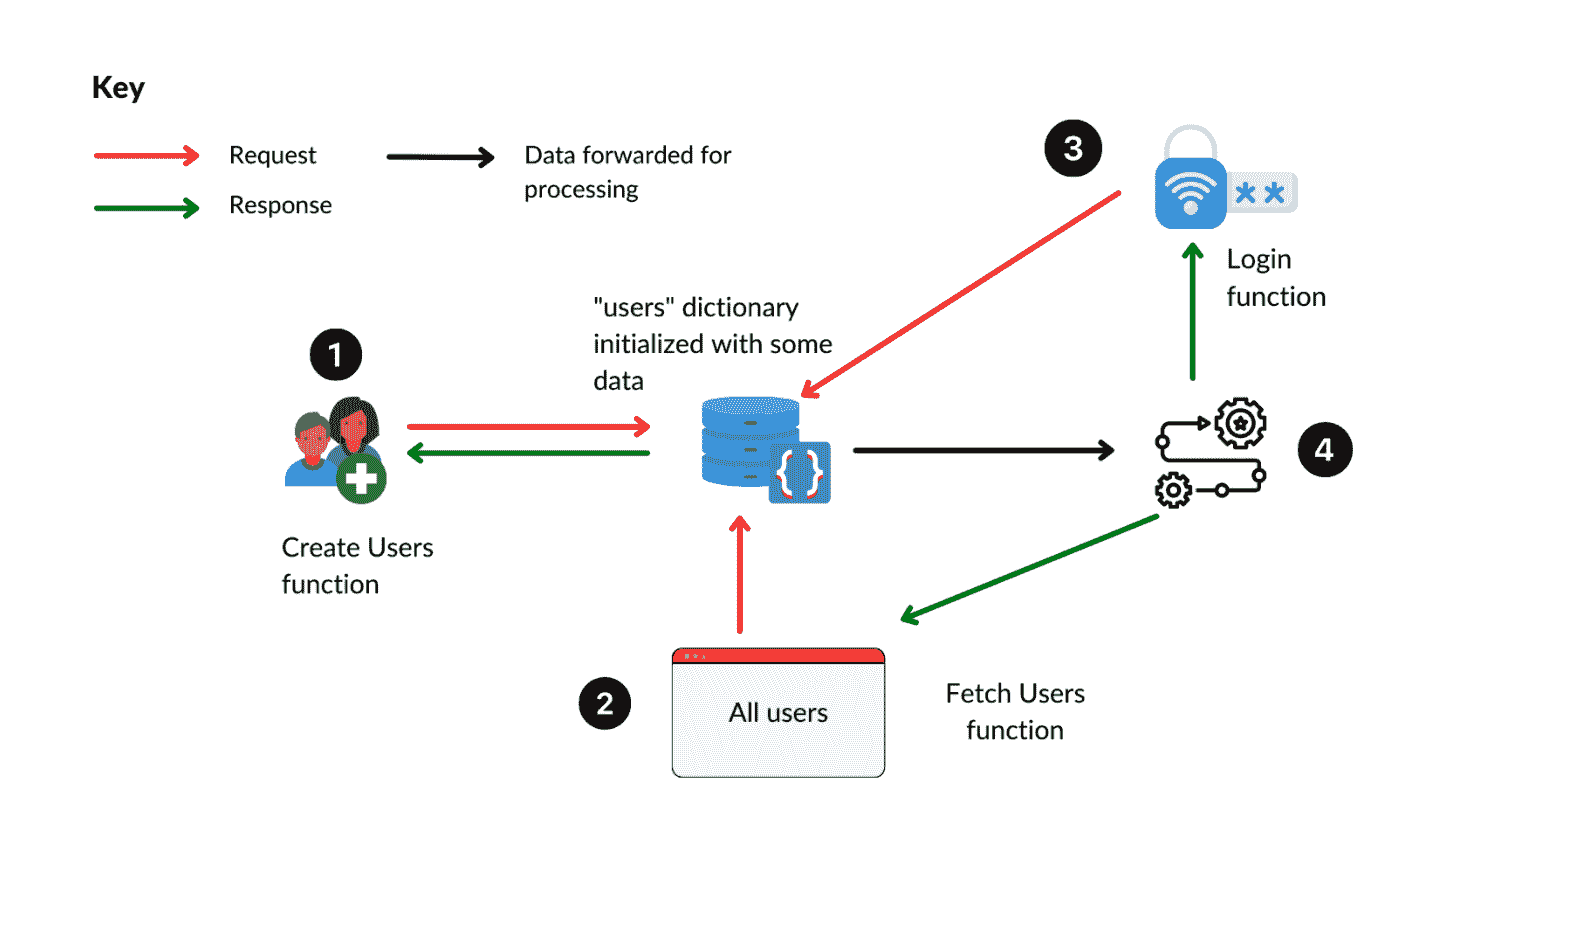 Key
Request
Data forwarded for
processing
Response
3
Login
function
"users" dictionary
initialized with some
data
1
4
Create Users
function
2
All users
Fetch Users
function